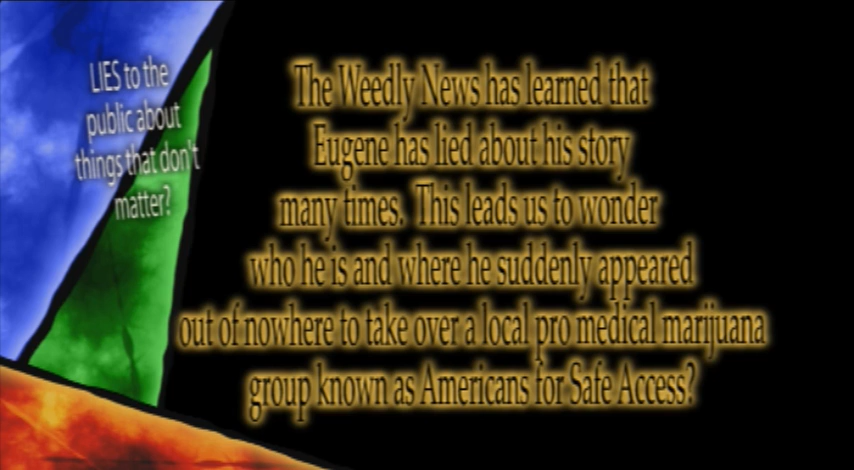 LIES to the
public about
things that don't
matter?
The Weedly News has learned that
Eugene has lied about his story
many times. This leads us to wonder
who he is and where he suddenly appeared
out of nowhere to take over a local pro medical marijuana
group known as Americans for Safe Access?